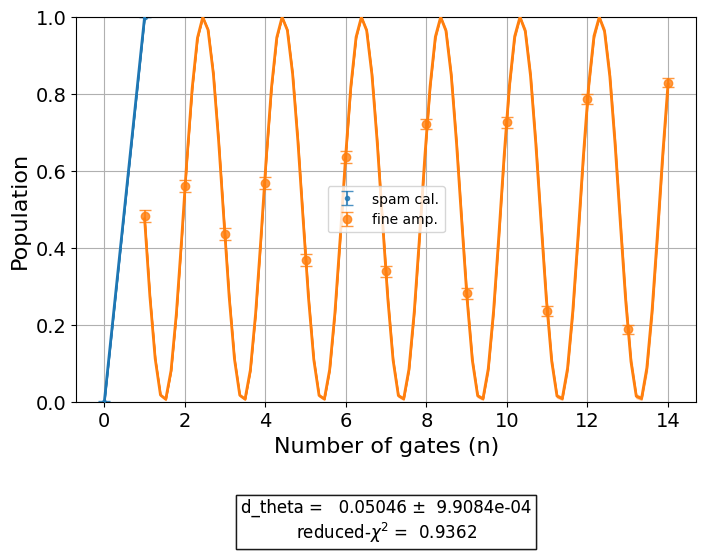 1.0
0.8
0.6
0.4
0.2
0.0
Population
spam cal.
fine amp.
0 2 4 6 8 10 12 14
Number of gates (n)
d_theta = 0.05046 ± 9.9084e-04
reduced-χ² = 0.9362